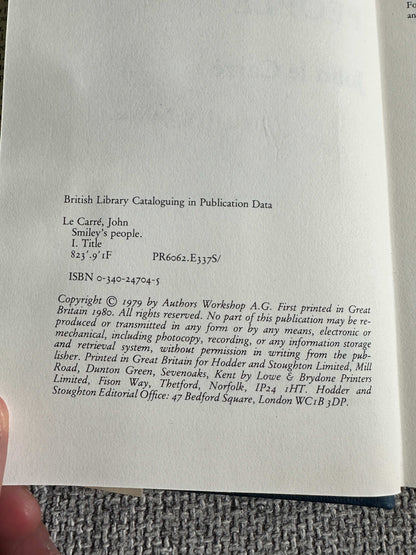 Fo
an
British Library Cataloguing in Publication Data
Le Carré, John
Smiley's people.
I. Title
823'.9'1F PR6062.E337S/
ISBN 0-340-24704-5
Copyright © 1979 by Authors Workshop A.G. First printed in Great
Britain 1980. All rights reserved. No part of this publication may be re-
produced or transmitted in any form or by any means, electronic or
mechanical, including photocopy, recording, or any information storage
and retrieval system, without permission in writing from the pub-
lisher. Printed in Great Britain for Hodder and Stoughton Limited, Mill
Road, Dunton Green, Sevenoaks, Kent by Lowe & Brydone Printers
Limited, Fison Way, Thetford, Norfolk, IP24 1HT. Hodder and
Stoughton Editorial Office: 47 Bedford Square, London WC1B 3DP.